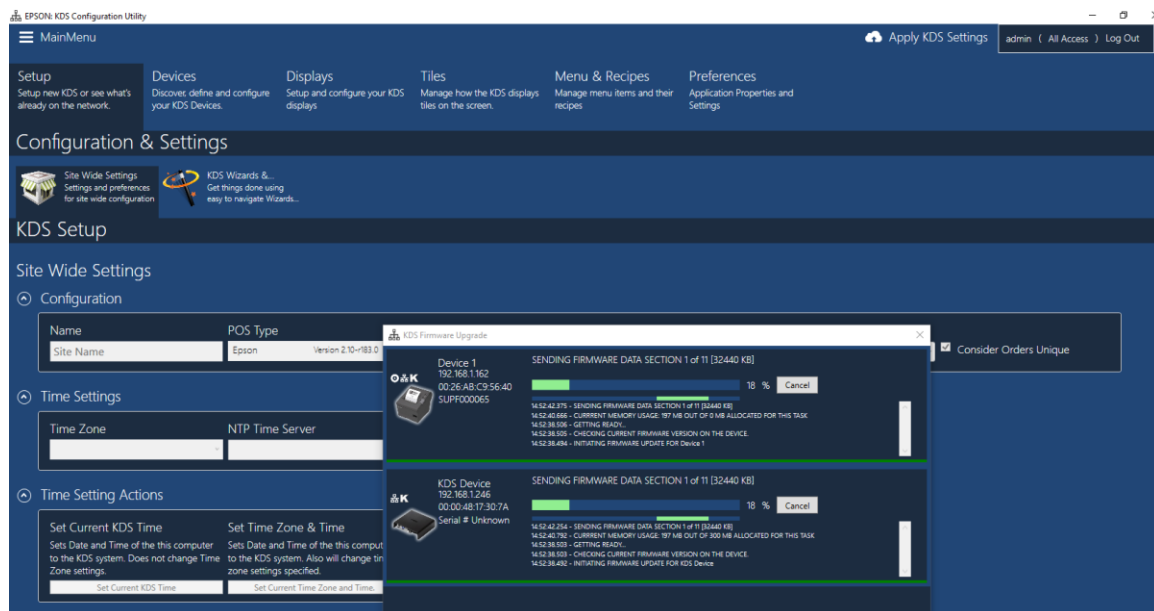 EPSON: KDS Configuration Utility
MainMenu
Apply KDS Settings
admin ( All Access ) Log Out
Setup
Setup new KDS or see what's
already on the network.
Devices
Discover, define and configure
your KDS Devices.
Displays
Setup and configure your KDS
displays
Tiles
Manage how the KDS displays
tiles on the screen.
Menu & Recipes
Manage menu items and their
recipes
Preferences
Application Properties and
Settings
Configuration & Settings
Site Wide Settings
Settings and preferences
for site wide configuration
KDS Wizards &...
Get things done using
easy to navigate Wizards...
KDS Setup
Site Wide Settings
Configuration
Name
Site Name
POS Type
Epson Version 2.10-r183.0
Consider Orders Unique
Time Settings
Time Zone
NTP Time Server
Time Setting Actions
Set Current KDS Time
Sets Date and Time of the this computer
to the KDS system. Does not change Time
Zone settings.
Set Current KDS Time
Set Time Zone & Time
Sets Date and Time of the this comput
to the KDS system. Also will change tim
zone settings specified.
Set Current Time Zone and Time.
KDS Firmware Upgrade
Device 1
192.168.1.162
00:26:AB:C9:56:40
SUPF000065
K
SENDING FIRMWARE DATA SECTION 1 of 11 [32440 KB]
18 % Cancel
14:52:42.375 - SENDING FIRMWARE DATA SECTION 1 of 11 [32440 KB]
14:52:40.666 - CURRRENT MEMORY USAGE: 197 MB OUT OF 0 MB ALLOCATED FOR THIS TASK
14:52:38.506 - GETTING READY...
14:52:38.505 - CHECKING CURRENT FIRMWARE VERSION ON THE DEVICE.
14:52:38.494 - INITIATING FIRMWARE UPDATE FOR Device 1
KDS Device
192.168.1.246
00:00:48:17:30:7A
Serial # Unknown
K
SENDING FIRMWARE DATA SECTION 1 of 11 [32440 KB]
18 % Cancel
14:52:42.254 - SENDING FIRMWARE DATA SECTION 1 of 11 [32440 KB]
14:52:40.792 - CURRRENT MEMORY USAGE: 197 MB OUT OF 300 MB ALLOCATED FOR THIS TASK
14:52:38.503 - GETTING READY...
14:52:38.503 - CHECKING CURRENT FIRMWARE VERSION ON THE DEVICE.
14:52:38.492 - INITIATING FIRMWARE UPDATE FOR KDS Device